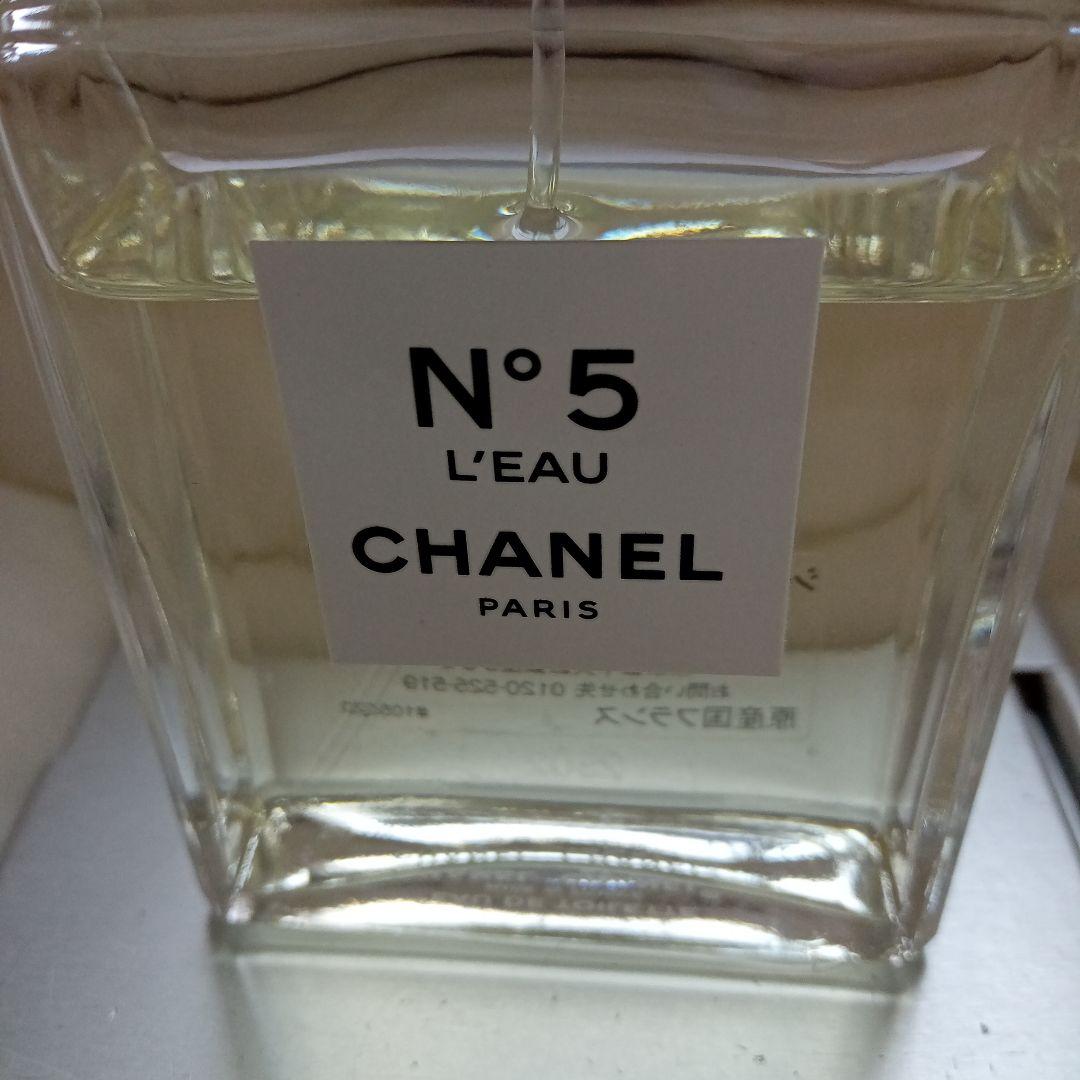 N°5
L'EAU
CHANEL
PARIS
お問い合わせ先 0120-525-519
原産国フランス